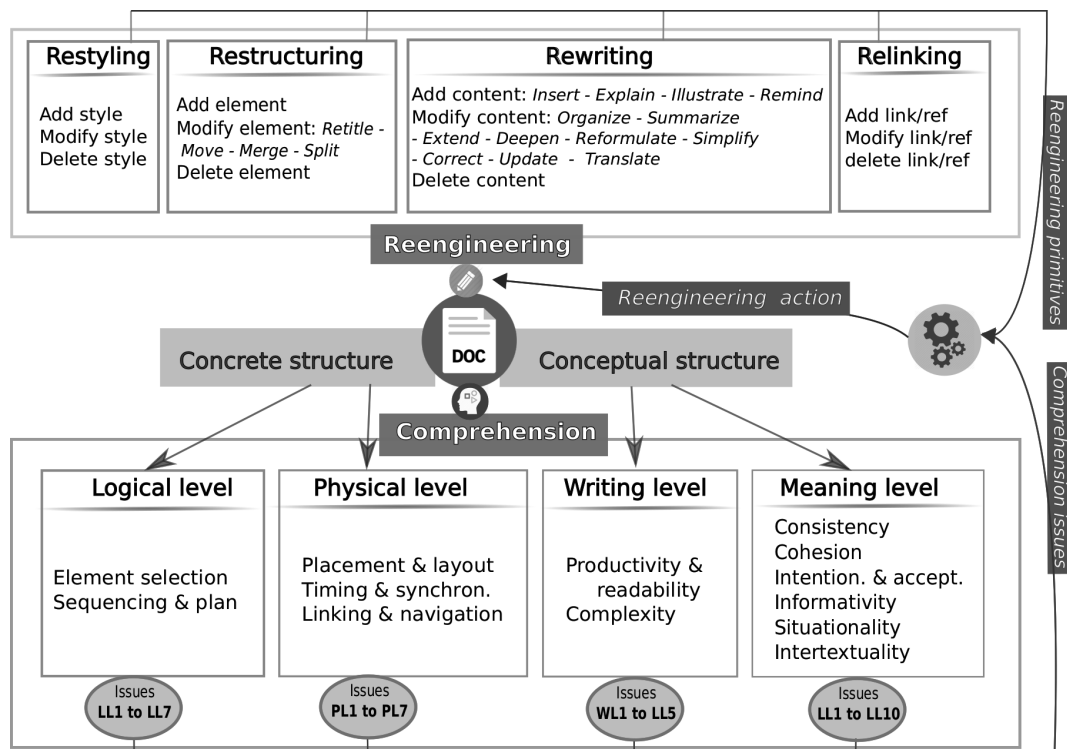 Restyling
Add style
Modify style
Delete style
Restructuring
Add element
Modify element: Retitle -
Move - Merge - Split
Delete element
Rewriting
Add content: Insert - Explain - Illustrate - Remind
Modify content: Organize - Summarize
- Extend - Deepen - Reformulate - Simplify
- Correct - Update - Translate
Delete content
Relinking
Add link/ref
Modify link/ref
delete link/ref
Reengineering primitives
Reengineering
Reengineering action
DOC
Concrete structure
Conceptual structure
Comprehension
Comprehension issues
Logical level
Element selection
Sequencing & plan
Issues
LL1 to LL7
Physical level
Placement & layout
Timing & synchron.
Linking & navigation
Issues
PL1 to PL7
Writing level
Productivity &
readability
Complexity
Issues
WL1 to LL5
Meaning level
Consistency
Cohesion
Intention. & accept.
Informativity
Situationality
Intertextuality
Issues
LL1 to LL10